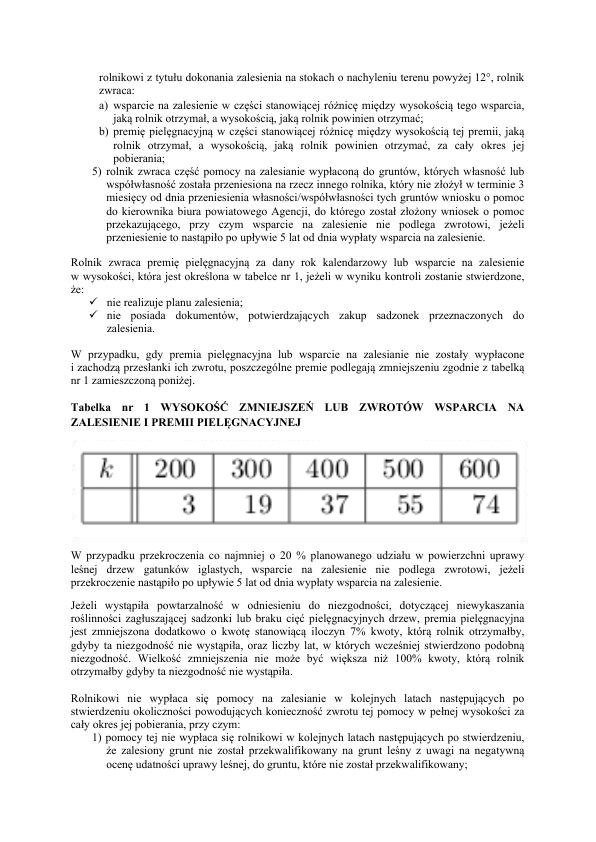 rolnikowi z tytułu dokonania zalesienia na stokach o nachyleniu terenu powyżej 12°, rolnik
zwraca:
a) wsparcie na zalesienie w części stanowiącej różnicę między wysokością tego wsparcia,
jaką rolnik otrzymał, a wysokością, jaką rolnik powinien otrzymać;
b) premię pielęgnacyjną w części stanowiącej różnicę między wysokością tej premii, jaką
rolnik otrzymał, a wysokością, jaką rolnik powinien otrzymać, za cały okres jej
pobierania;
5) rolnik zwraca część pomocy na zalesianie wypłaconą do gruntów, których własność lub
współwłasność została przeniesiona na rzecz innego rolnika, który nie złożył w terminie 3
miesięcy od dnia przeniesienia własności/współwłasności tych gruntów wniosku o pomoc
do kierownika biura powiatowego Agencji, do którego został złożony wniosek o pomoc
przekazującego, przy czym wsparcie na zalesienie nie podlega zwrotowi, jeżeli
przeniesienie to nastąpiło po upływie 5 lat od dnia wypłaty wsparcia na zalesienie.
Rolnik zwraca premię pielęgnacyjną za dany rok kalendarzowy lub wsparcie na zalesienie
w wysokości, która jest określona w tabelce nr 1, jeżeli w wyniku kontroli zostanie stwierdzone,
że:
✓ nie realizuje planu zalesienia;
✓ nie posiada dokumentów, potwierdzających zakup sadzonek przeznaczonych do
zalesienia.
W przypadku, gdy premia pielęgnacyjna lub wsparcie na zalesianie nie zostały wypłacone
i zachodzą przesłanki ich zwrotu, poszczególne premie podlegają zmniejszeniu zgodnie z tabelką
nr 1 zamieszczoną poniżej.
Tabelka nr 1 WYSOKOŚĆ ZMNIEJSZEŃ LUB ZWROTÓW WSPARCIA NA
ZALESIENIE I PREMII PIELĘGNACYJNEJ
k 200 300 400 500 600
3 19 37 55 74
W przypadku przekroczenia co najmniej o 20 % planowanego udziału w powierzchni uprawy
leśnej drzew gatunków iglastych, wsparcie na zalesienie nie podlega zwrotowi, jeżeli
przekroczenie nastąpiło po upływie 5 lat od dnia wypłaty wsparcia na zalesienie.
Jeżeli wystąpiła powtarzalność w odniesieniu do niezgodności, dotyczącej niewykaszania
roślinności zagłuszającej sadzonki lub braku cięć pielęgnacyjnych drzew, premia pielęgnacyjna
jest zmniejszona dodatkowo o kwotę stanowiącą iloczyn 7% kwoty, którą rolnik otrzymałby,
gdyby ta niezgodność nie wystąpiła, oraz liczby lat, w których wcześniej stwierdzono podobną
niezgodność. Wielkość zmniejszenia nie może być większa niż 100% kwoty, którą rolnik
otrzymałby gdyby ta niezgodność nie wystąpiła.
Rolnikowi nie wypłaca się pomocy na zalesianie w kolejnych latach następujących po
stwierdzeniu okoliczności powodujących konieczność zwrotu tej pomocy w pełnej wysokości za
cały okres jej pobierania, przy czym:
1) pomocy tej nie wypłaca się rolnikowi w kolejnych latach następujących po stwierdzeniu,
że zalesiony grunt nie został przekwalifikowany na grunt leśny z uwagi na negatywną
ocenę udatności uprawy leśnej, do gruntu, które nie został przekwalifikowany;